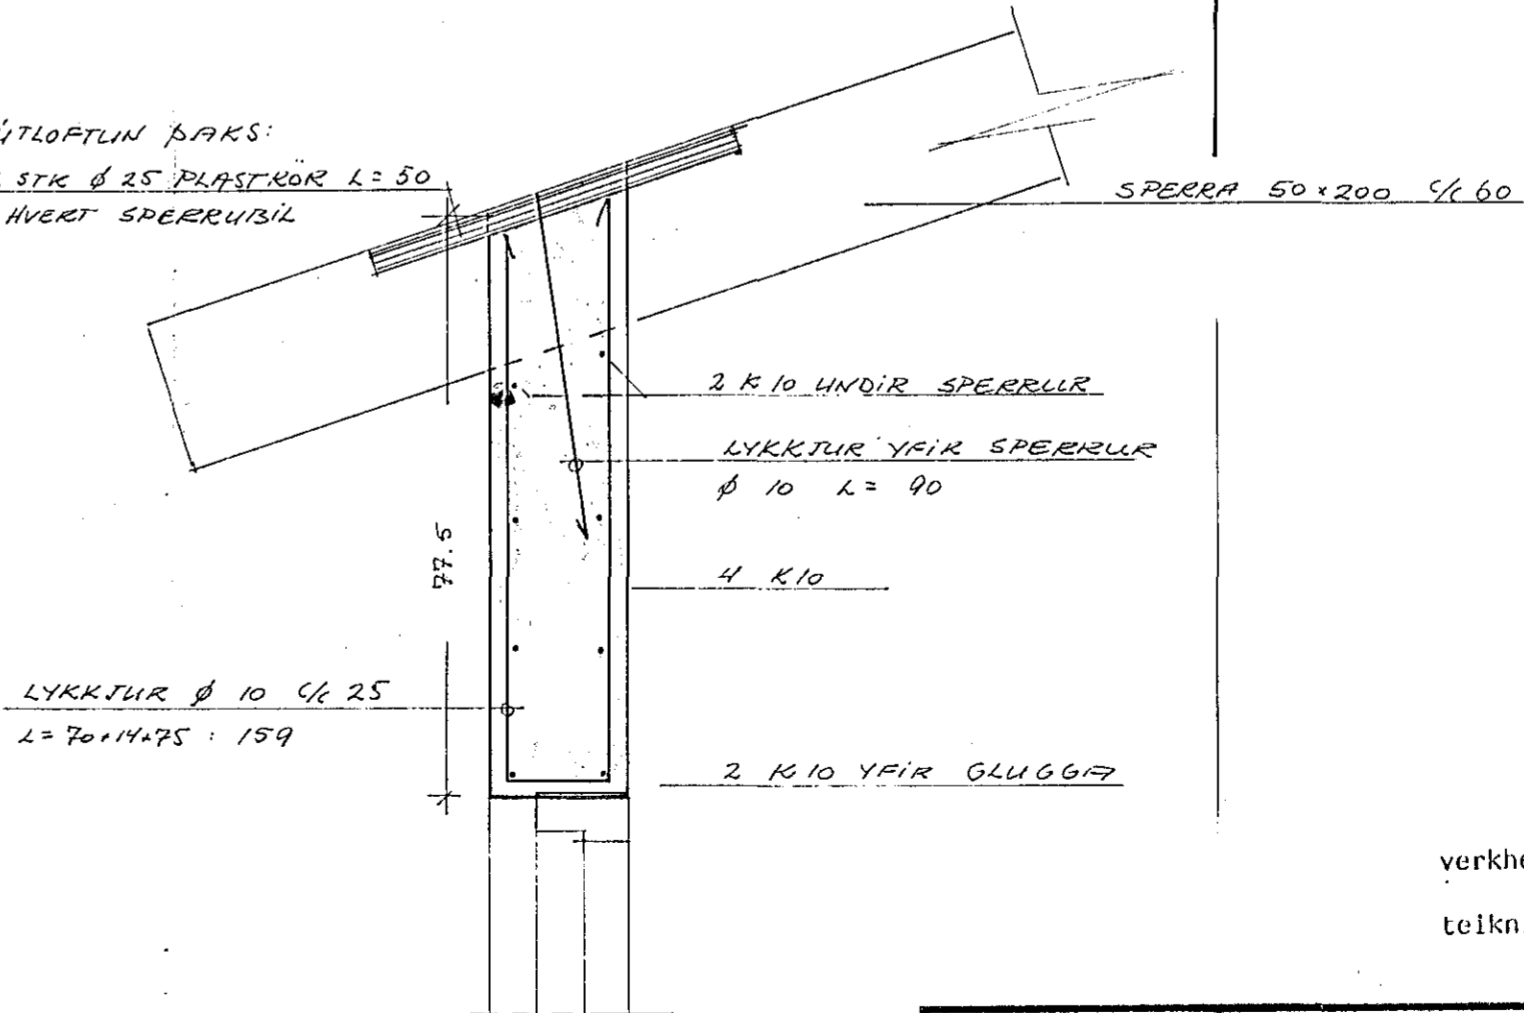 ÚTLOFTUN ÞAKS:
STK ø 25 PLASTRÖR L = 50
HVERT SPERRUBIL
SPERRA 50 × 200 C/C 60
2 K 10 UNDIR SPERRUR
LYKKJUR YFIR SPERRUR
ø 10 L = 90
77.5
4 K10
LYKKJUR ø 10 C/C 25
L = 70+14+75 : 159
2 K 10 YFIR GLUGGA
verkhe
teikn